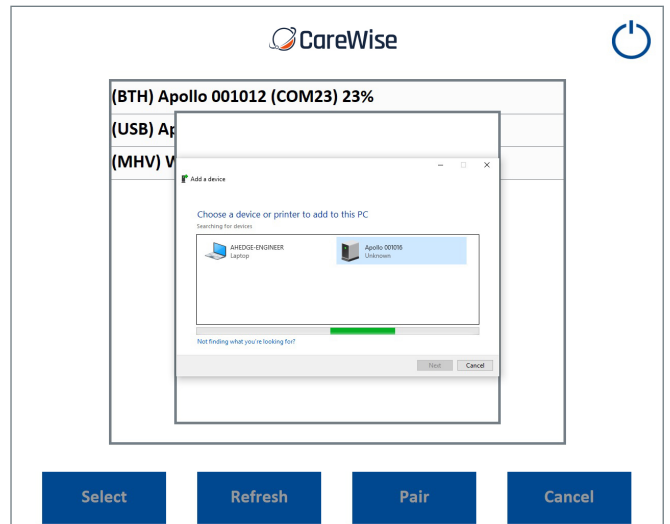 CareWise
(BTH) Apollo 001012 (COM23) 23%
(USB) Ap
(MHV) V
Add a device
Choose a device or printer to add to this PC
Searching for devices
AHEDGE-ENGINEER
Laptop
Apollo 001016
Unknown
Not finding what you're looking for?
Next Cancel
Select Refresh Pair Cancel